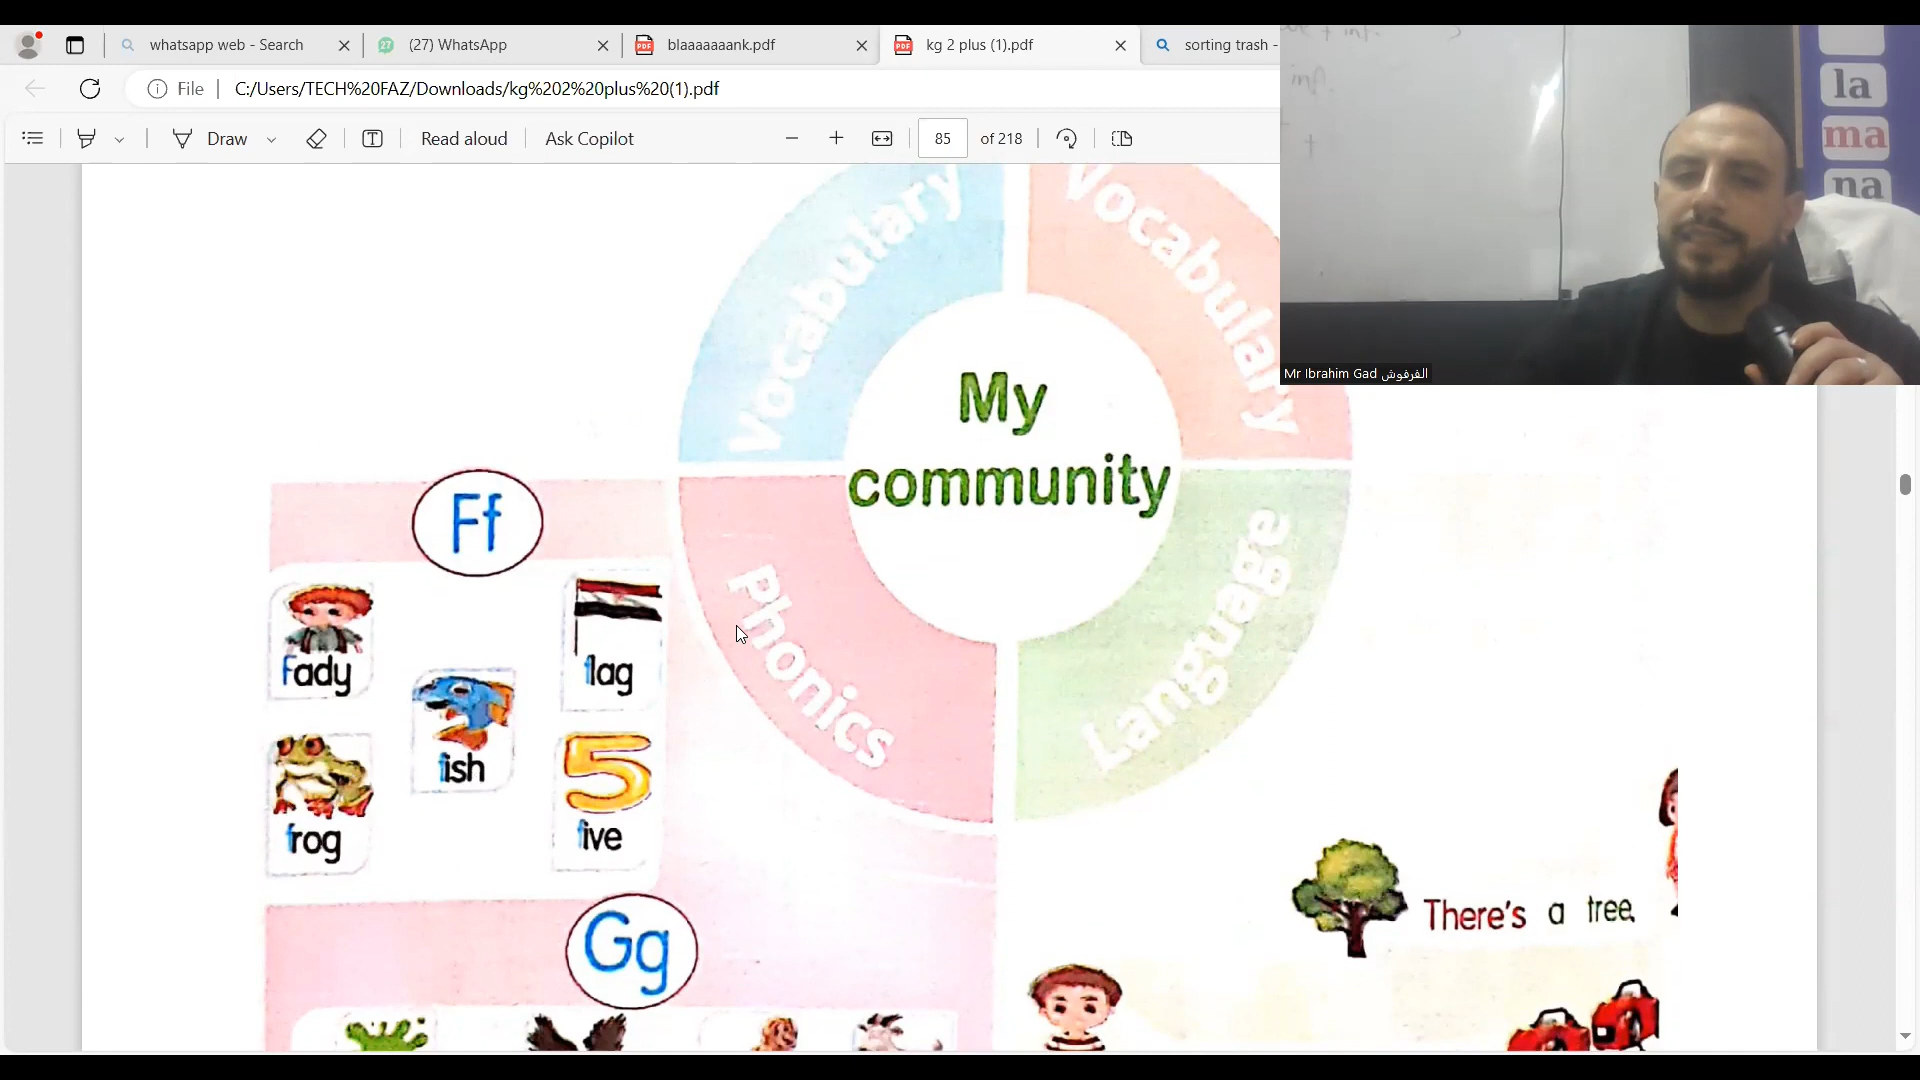 whatsapp web - Search
(27) WhatsApp
blaaaaaaank.pdf
kg 2 plus (1).pdf
sorting trash -
File
C:/Users/TECH%20FAZ/Downloads/kg%202%20plus%20(1).pdf
Draw
Read aloud
Ask Copilot
85
of 218
la
ma
na
Mr Ibrahim Gad الفرفوش
Vocabulary
Vocabulary
My
community
Phonics
Language
Ff
Fady
flag
fish
frog
5
five
Gg
There's a tree.